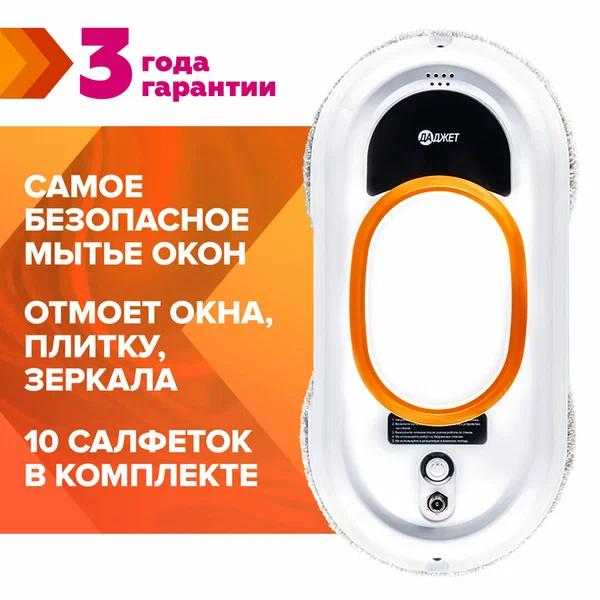 3 года
гарантии
ДАДЖЕТ
САМОЕ
БЕЗОПАСНОЕ
МЫТЬЕ ОКОН
ОТМОЕТ ОКНА,
ПЛИТКУ,
ЗЕРКАЛА
10 САЛФЕТОК
В КОМПЛЕКТЕ